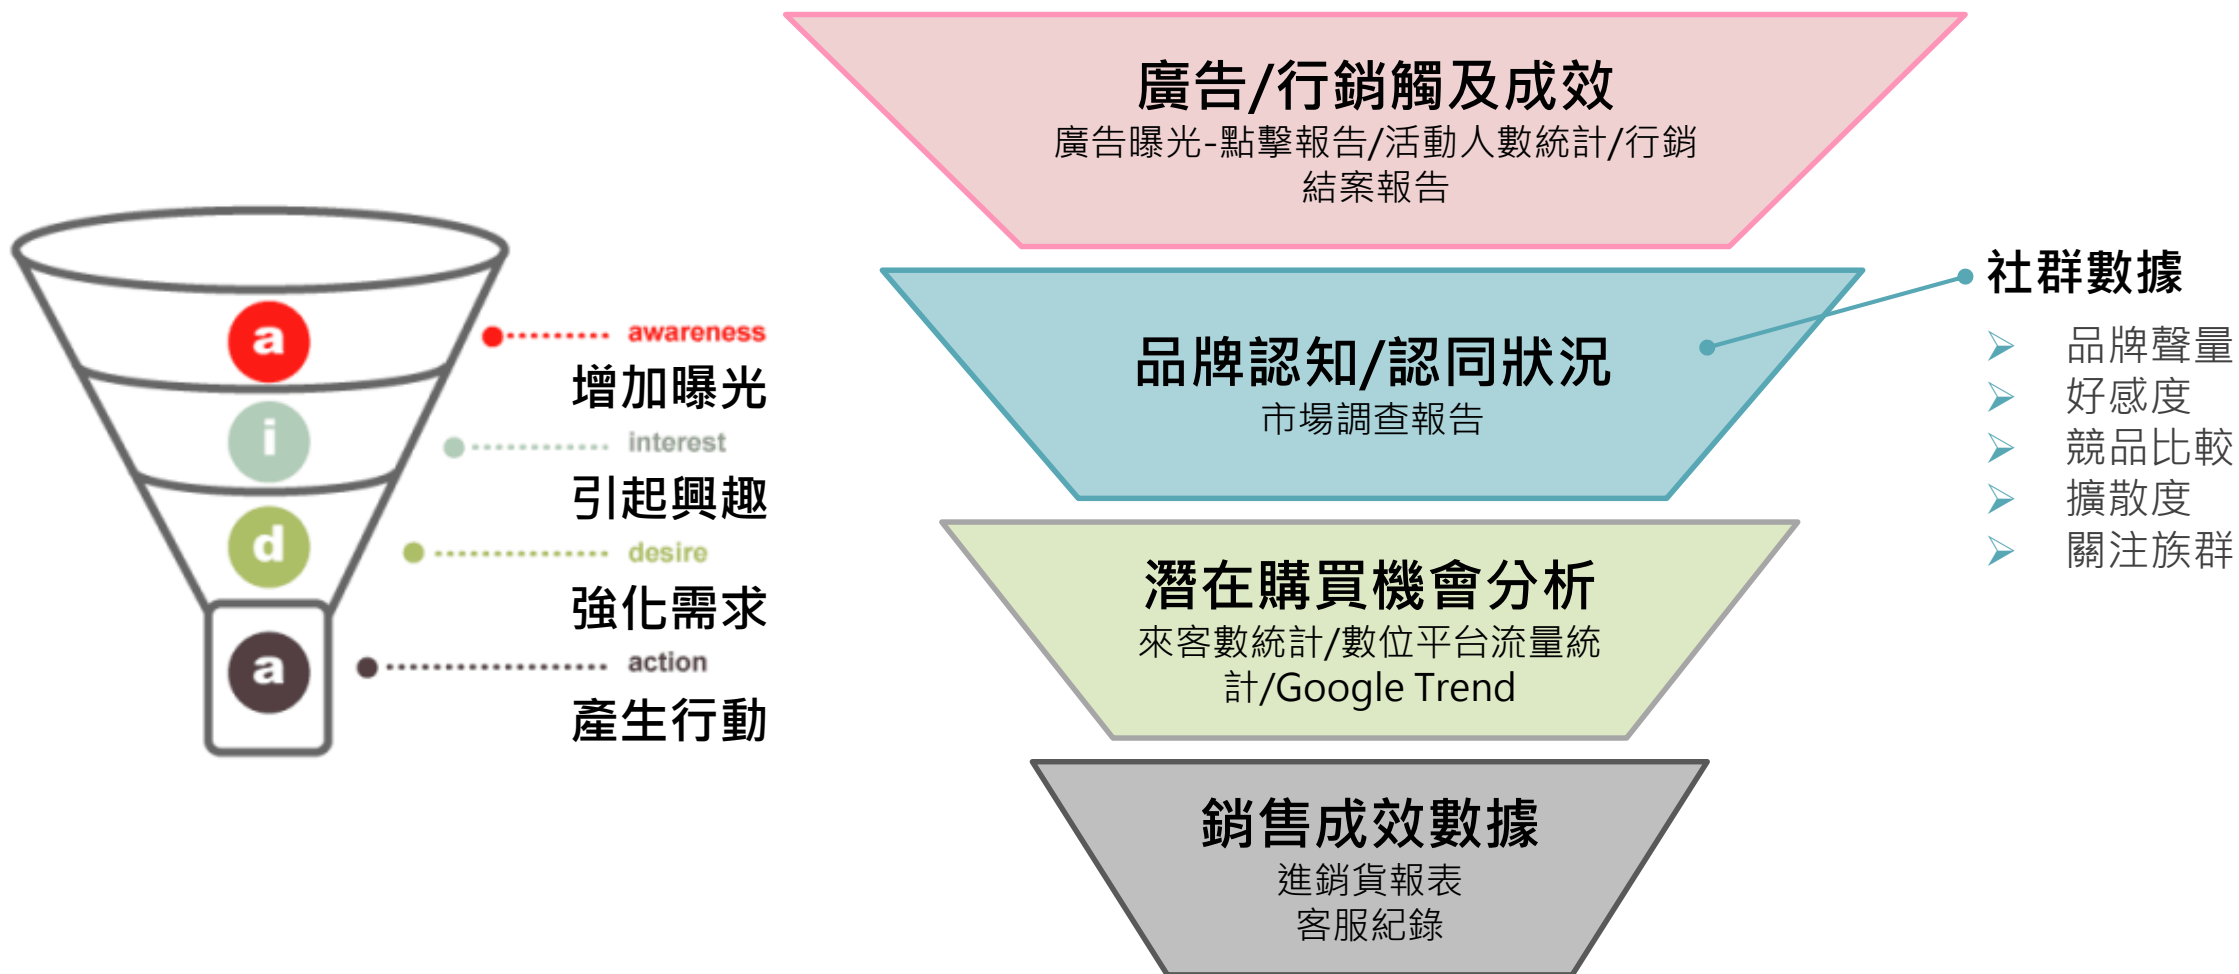 a
awareness
增加曝光
i
interest
引起興趣
d
desire
強化需求
a
action
產生行動
廣告/行銷觸及成效
廣告曝光-點擊報告/活動人數統計/行銷
結案報告
品牌認知/認同狀況
市場調查報告
潛在購買機會分析
來客數統計/數位平台流量統
計/Google Trend
銷售成效數據
進銷貨報表
客服紀錄
社群數據
➢ 品牌聲量
➢ 好感度
➢ 競品比較
➢ 擴散度
➢ 關注族群